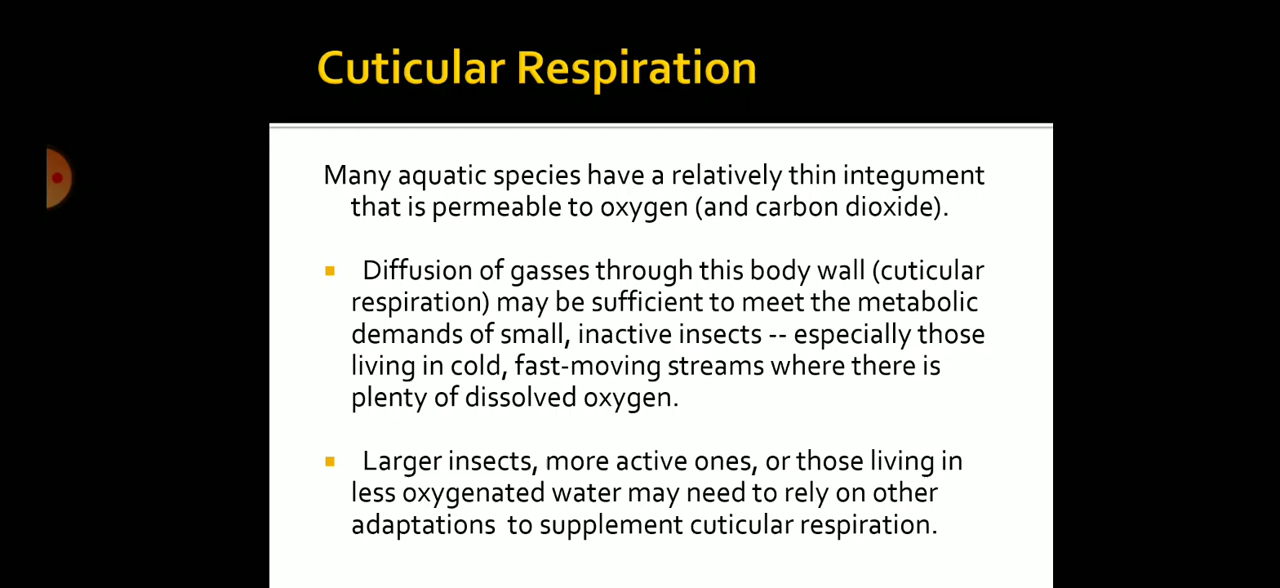 Cuticular Respiration
Many aquatic species have a relatively thin integument
that is permeable to oxygen (and carbon dioxide).
▪ Diffusion of gasses through this body wall (cuticular
respiration) may be sufficient to meet the metabolic
demands of small, inactive insects -- especially those
living in cold, fast-moving streams where there is
plenty of dissolved oxygen.
▪ Larger insects, more active ones, or those living in
less oxygenated water may need to rely on other
adaptations  to supplement cuticular respiration.